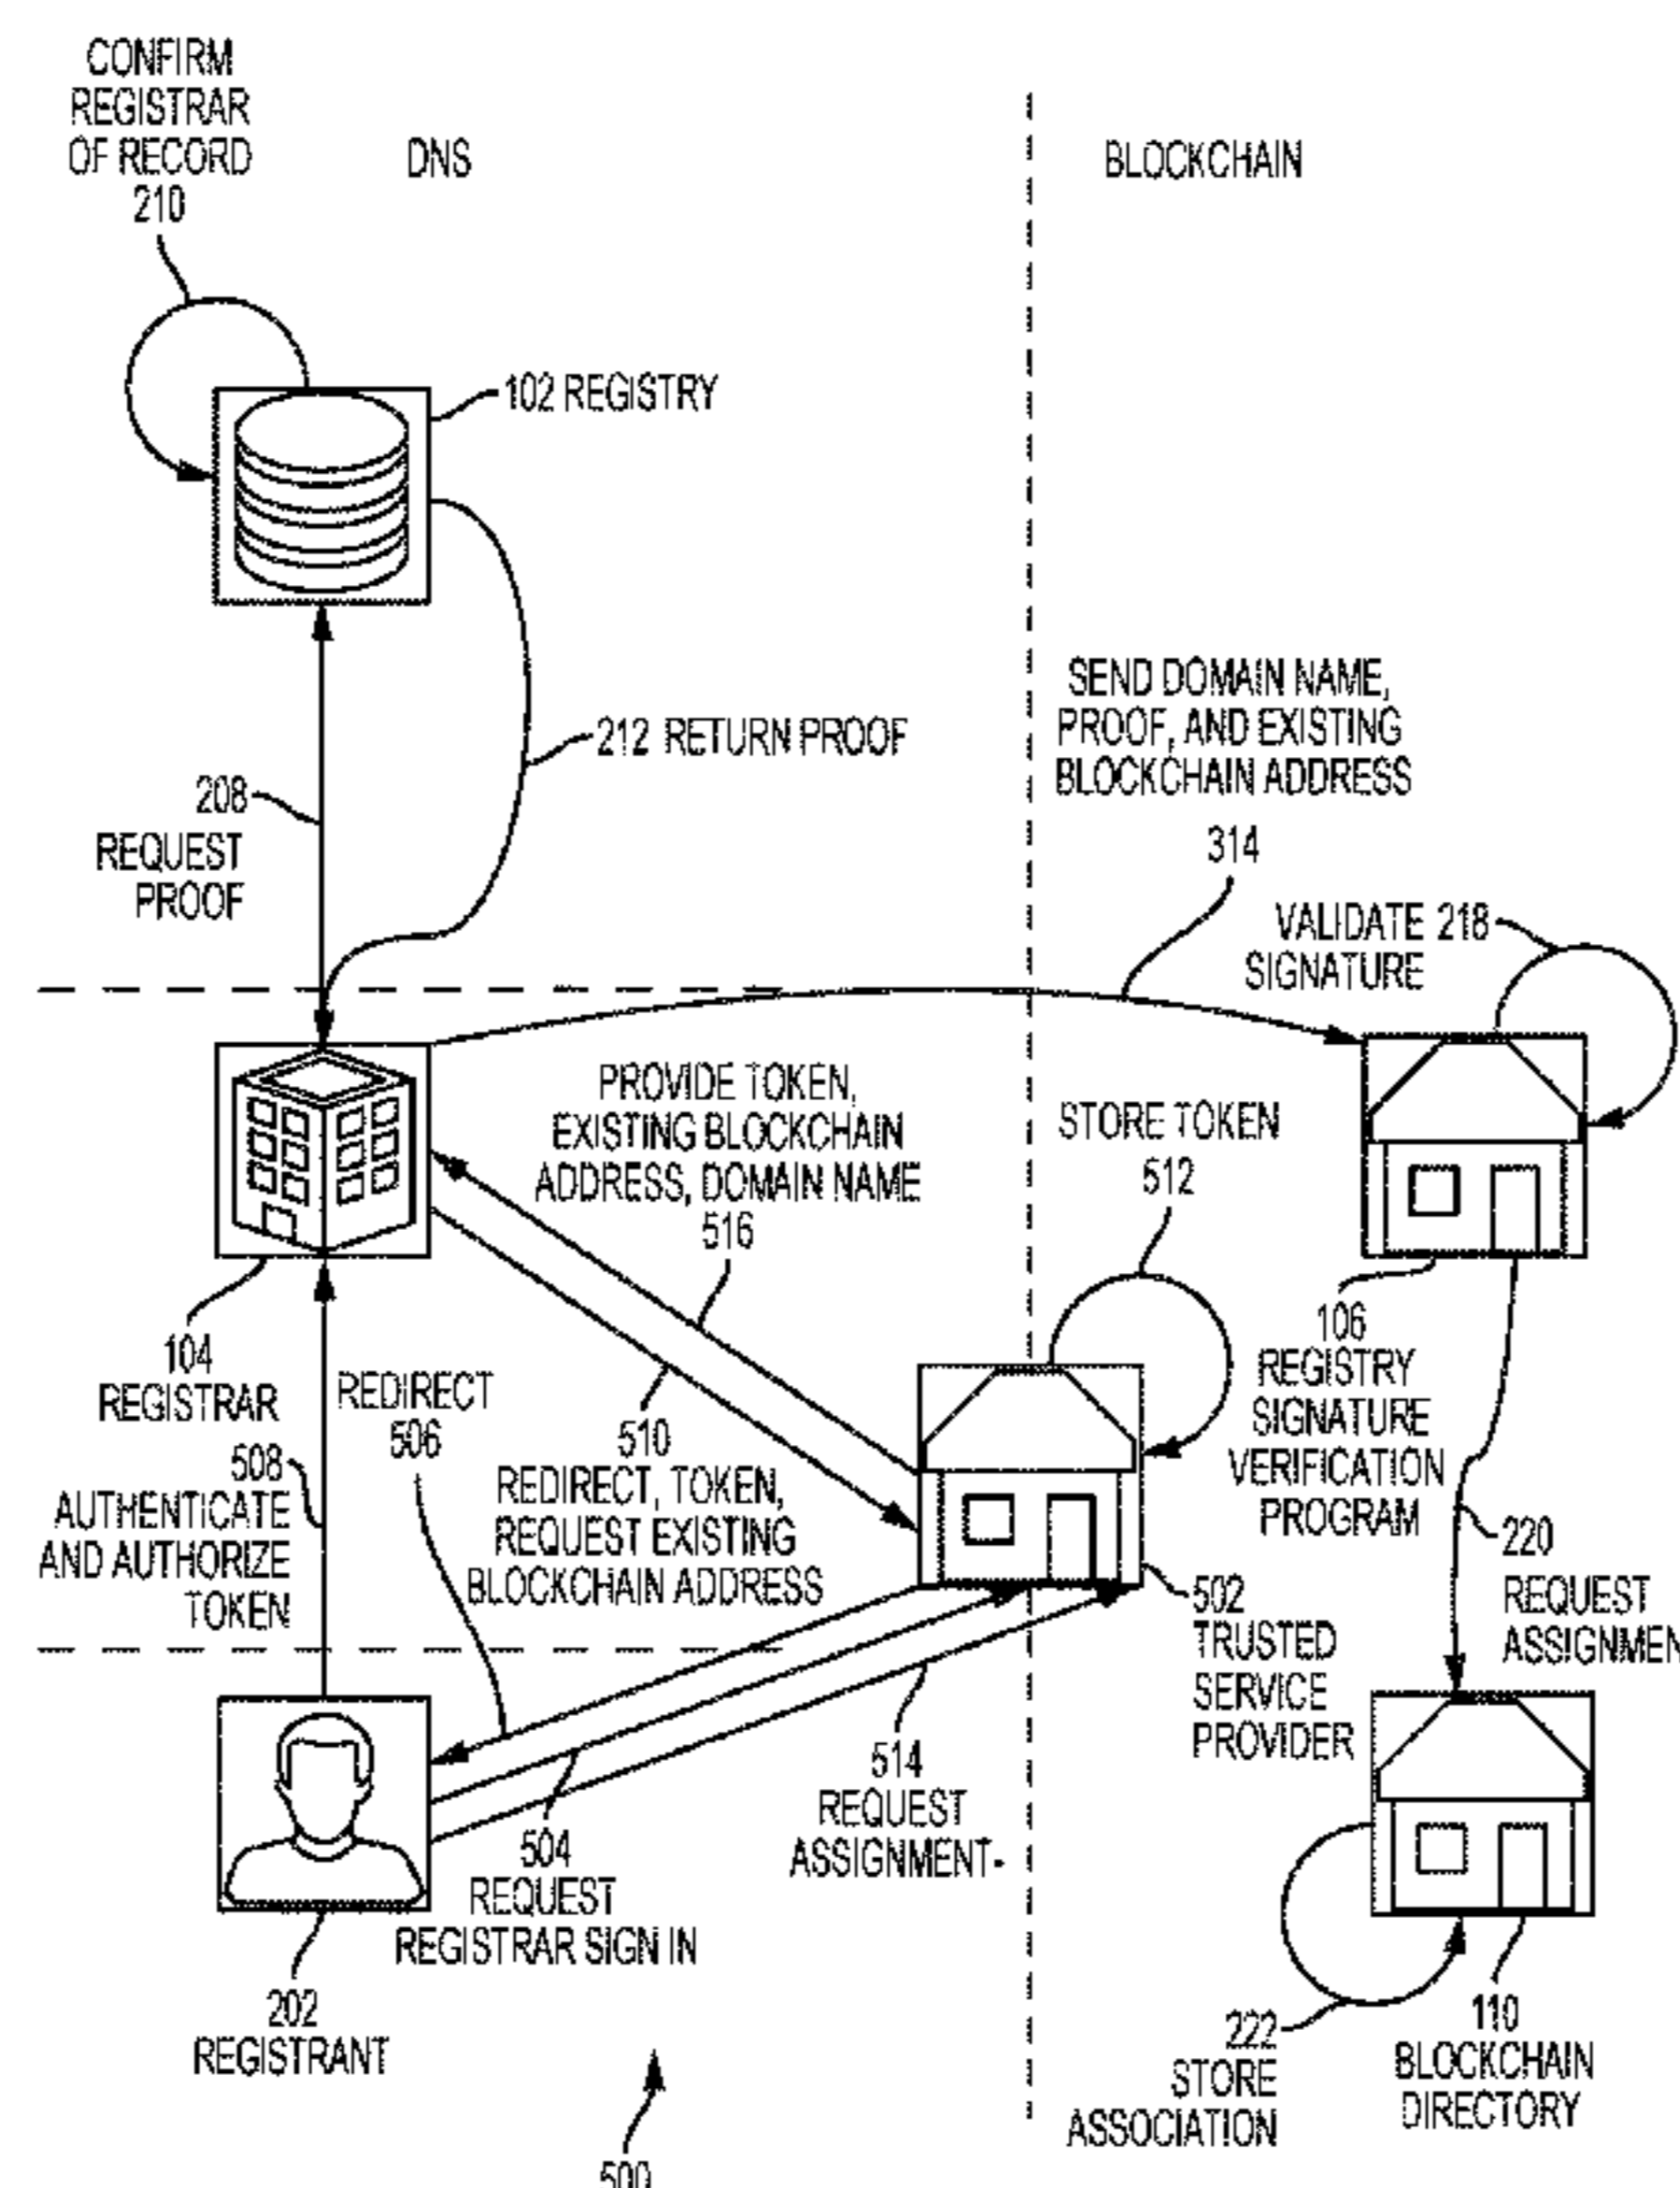 CONFIRM
REGISTRAR
OF RECORD
210
DNS
BLOCKCHAIN
102 REGISTRY
212 RETURN PROOF
208
REQUEST
PROOF
SEND DOMAIN NAME,
PROOF, AND EXISTING
BLOCKCHAIN ADDRESS
314
VALIDATE 218
SIGNATURE
PROVIDE TOKEN,
EXISTING BLOCKCHAIN
ADDRESS, DOMAIN NAME
516
STORE TOKEN
512
104
REGISTRAR
REDIRECT
506
510
REDIRECT, TOKEN,
REQUEST EXISTING
BLOCKCHAIN ADDRESS
508
AUTHENTICATE
AND AUTHORIZE
TOKEN
106
REGISTRY
SIGNATURE
VERIFICATION
PROGRAM
220
REQUEST
ASSIGNMEN
502
TRUSTED
SERVICE
PROVIDER
514
REQUEST
ASSIGNMENT-
504
REQUEST
REGISTRAR SIGN IN
202
REGISTRANT
222
STORE
ASSOCIATION
110
BLOCKCHAIN
DIRECTORY
500